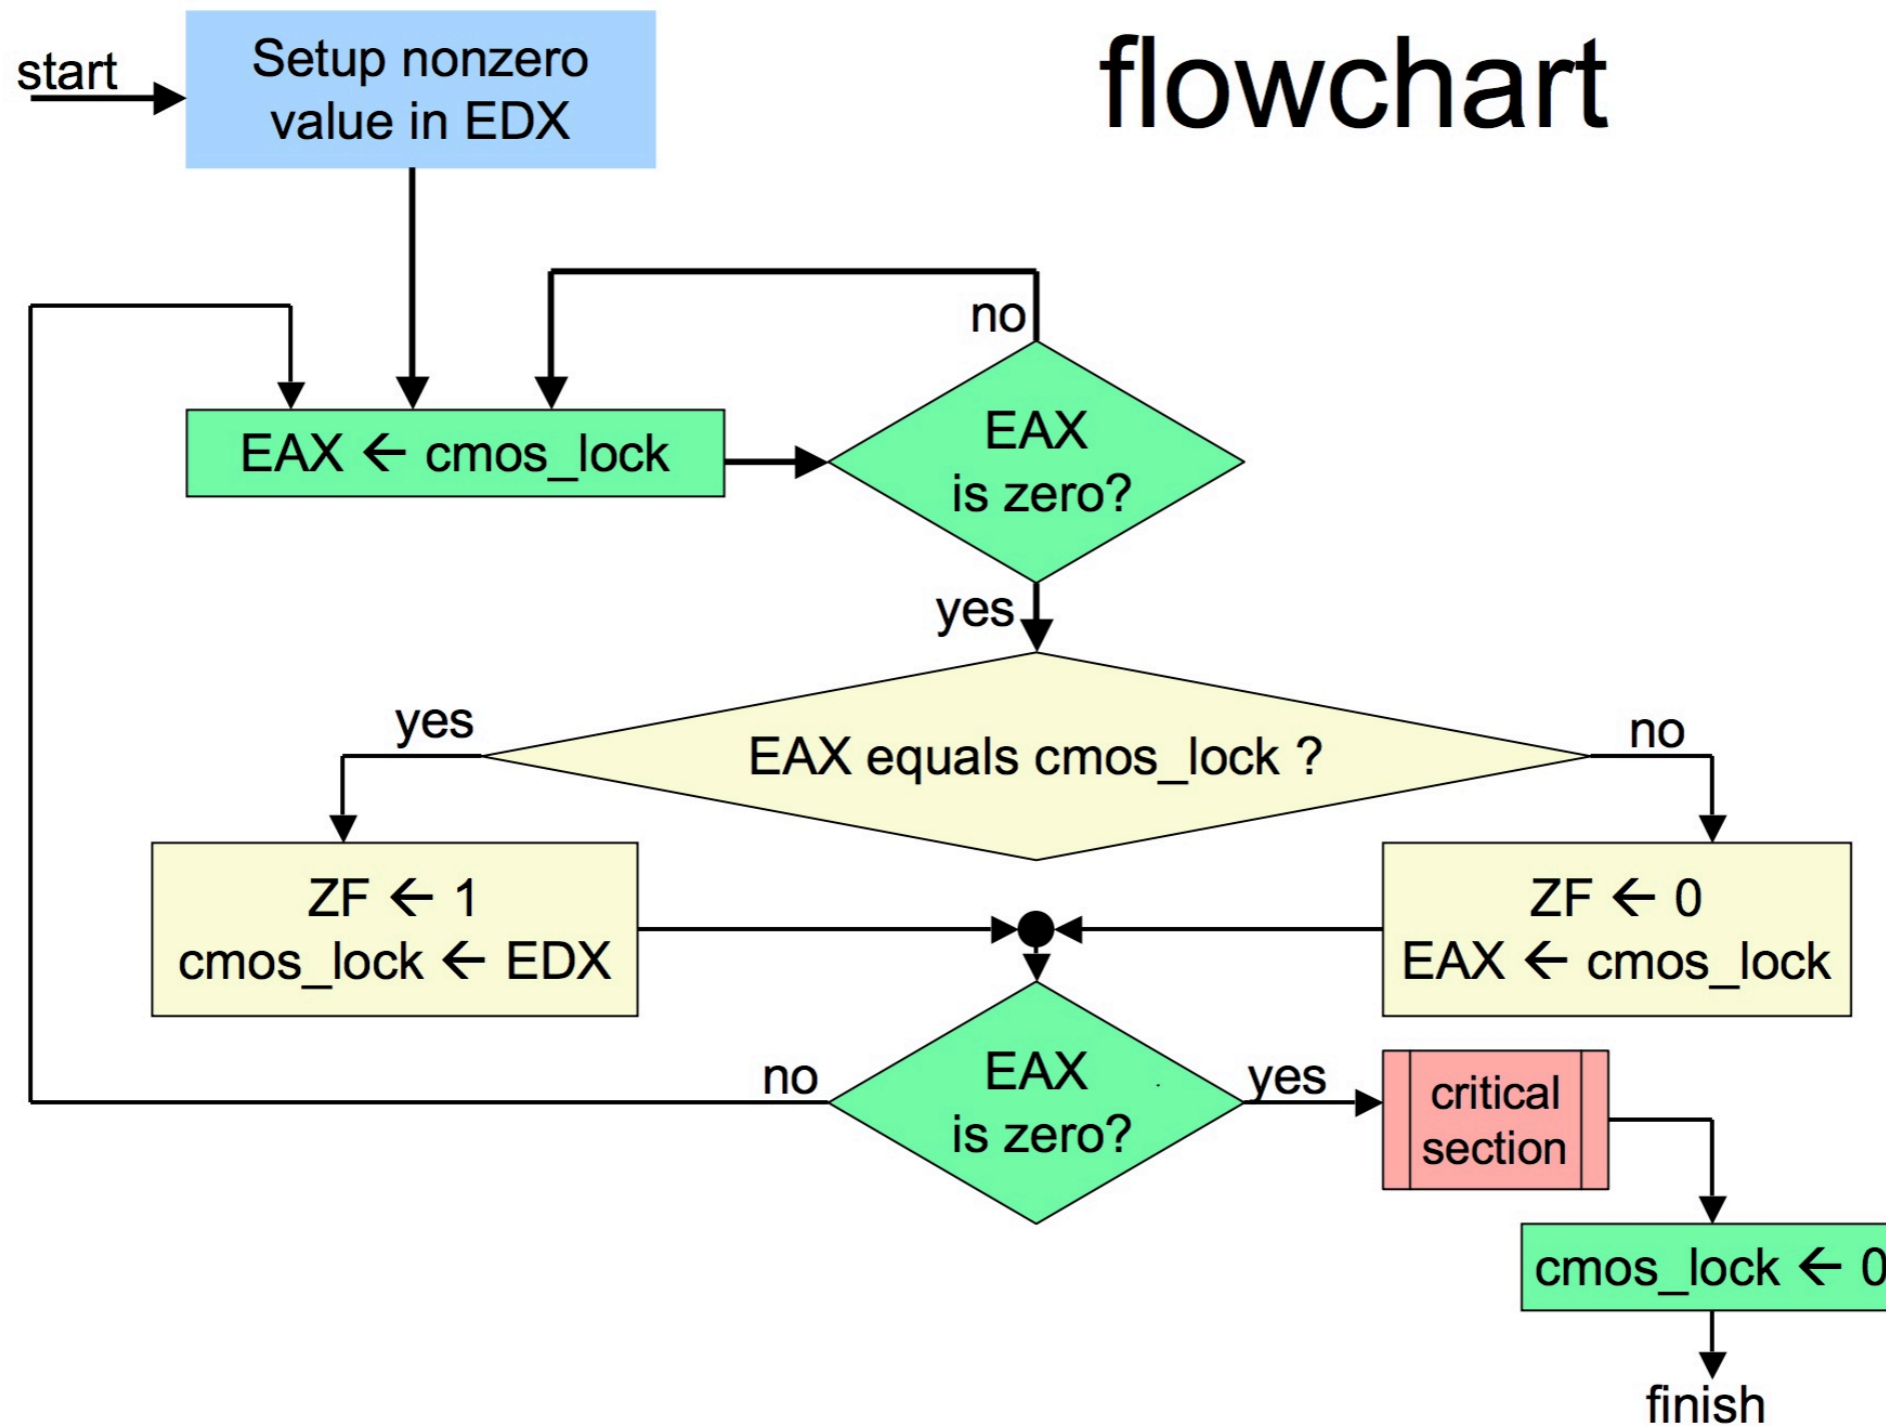 flowchart
start
Setup nonzero
value in EDX
no
EAX ← cmos_lock
EAX
is zero?
yes
yes
EAX equals cmos_lock ?
no
ZF ← 1
cmos_lock ← EDX
ZF ← 0
EAX ← cmos_lock
no
EAX
is zero?
yes
critical
section
cmos_lock ← 0
finish